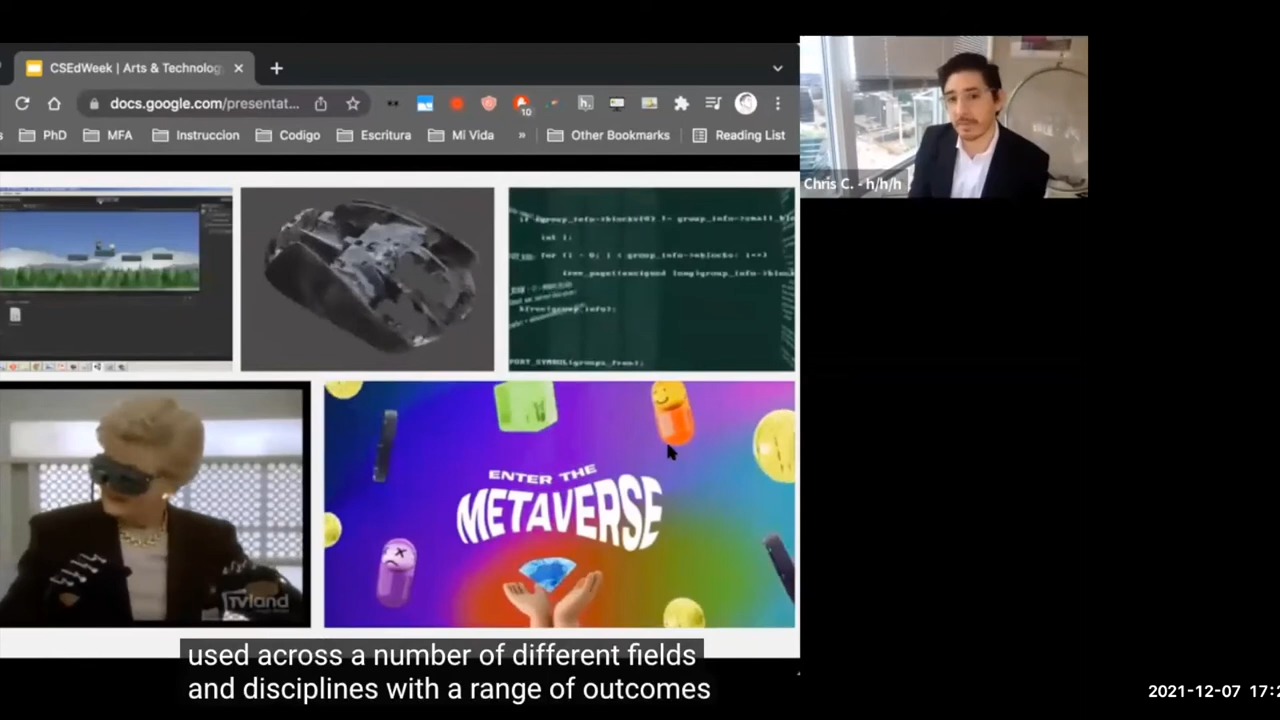 CSEdWeek | Arts & Technolog
docs.google.com/presentat...
10
h.
s PhD MFA Instruccion Codigo Escritura Mi Vida » Other Bookmarks Reading List
Chris C. - h/h/h
int i;
ENTER THE
METAVERSE
tvland
used across a number of different fields
and disciplines with a range of outcomes
2021-12-07 17:2